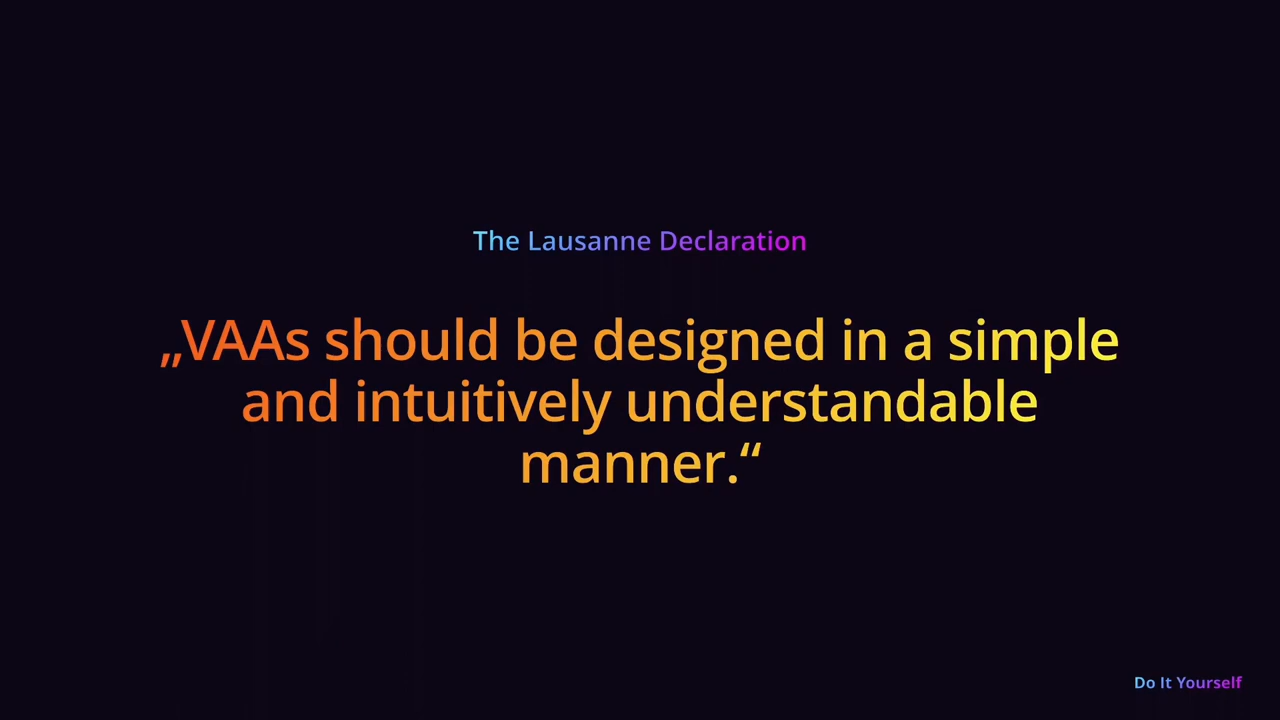 The Lausanne Declaration
„VAAs should be designed in a simple
and intuitively understandable
manner.“
Do It Yourself